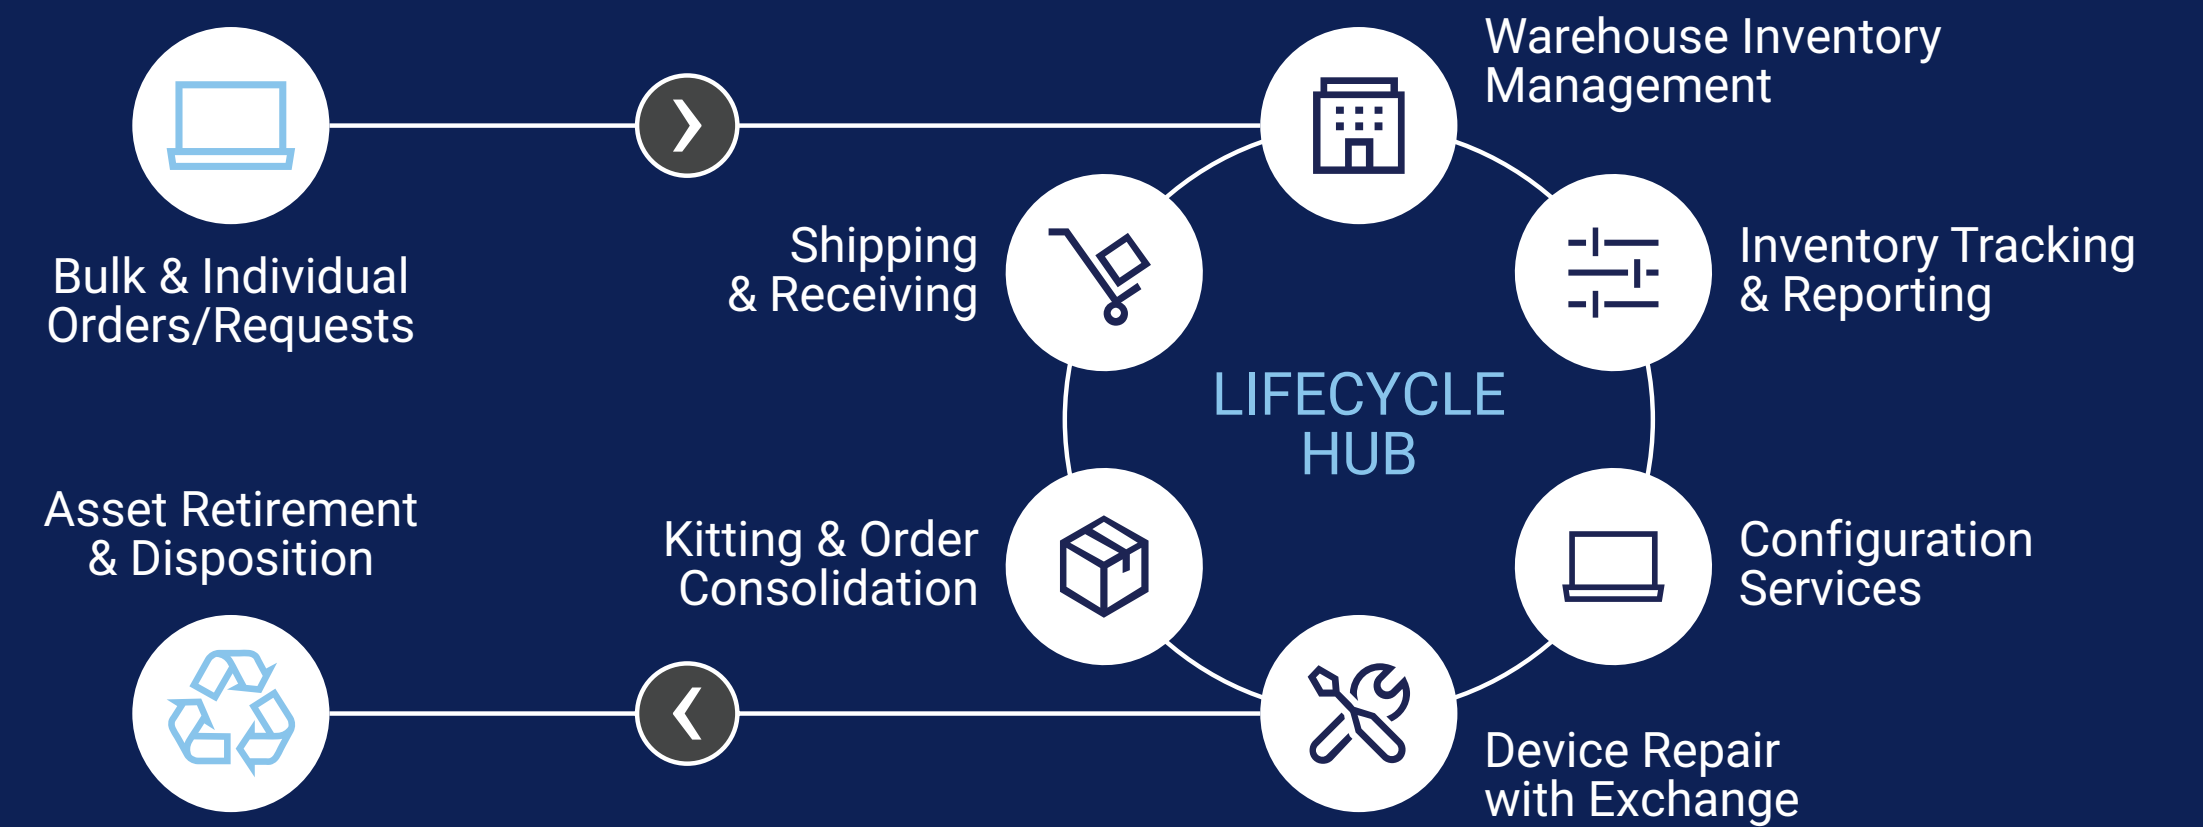 Warehouse Inventory
Management
Bulk & Individual
Orders/Requests
Shipping
& Receiving
Inventory Tracking
& Reporting
LIFECYCLE
HUB
Asset Retirement
& Disposition
Kitting & Order
Consolidation
Configuration
Services
Device Repair
with Exchange